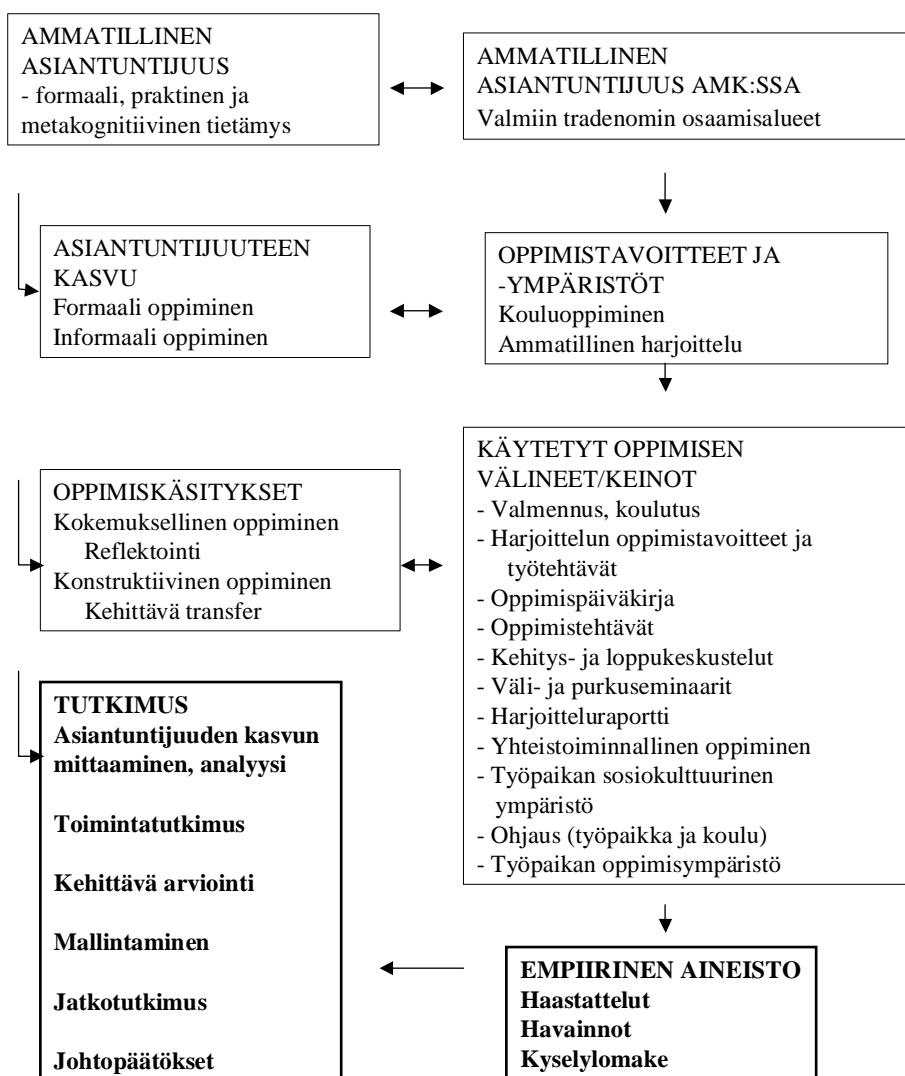 AMMATILLINEN
ASIANTUNTIJUUS
- formaali, praktinen ja
metakognitiivinen tietämys
AMMATILLINEN
ASIANTUNTIJUUS AMK:SSA
Valmiin tradenomin osaamisalueet
ASIANTUNTIJUUTEEN
KASVU
Formaali oppiminen
Informaali oppiminen
OPPIMISTAVOITTEET JA
-YMPÄRISTÖT
Kouluoppiminen
Ammatillinen harjoittelu
OPPIMISKÄSITYKSET
Kokemuksellinen oppiminen
Reflektointi
Konstruktiivinen oppiminen
Kehittävä transfer
KÄYTETYT OPPIMISEN
VÄLINEET/KEINOT
- Valmennus, koulutus
- Harjoittelun oppimistavoitteet ja
työtehtävät
- Oppimispäiväkirja
- Oppimistehtävät
- Kehitys- ja loppukeskustelut
- Väli- ja purkuseminaarit
- Harjoitteluraportti
- Yhteistoiminnallinen oppiminen
- Työpaikan sosiokulttuurinen
ympäristö
- Ohjaus (työpaikka ja koulu)
- Työpaikan oppimisympäristö
TUTKIMUS
Asiantuntijuuden kasvun
mittaaminen, analyysi
Toimintatutkimus
Kehittävä arviointi
Mallintaminen
Jatkotutkimus
Johtopäätökset
EMPIIRINEN AINEISTO
Haastattelut
Havainnot
Kyselylomake